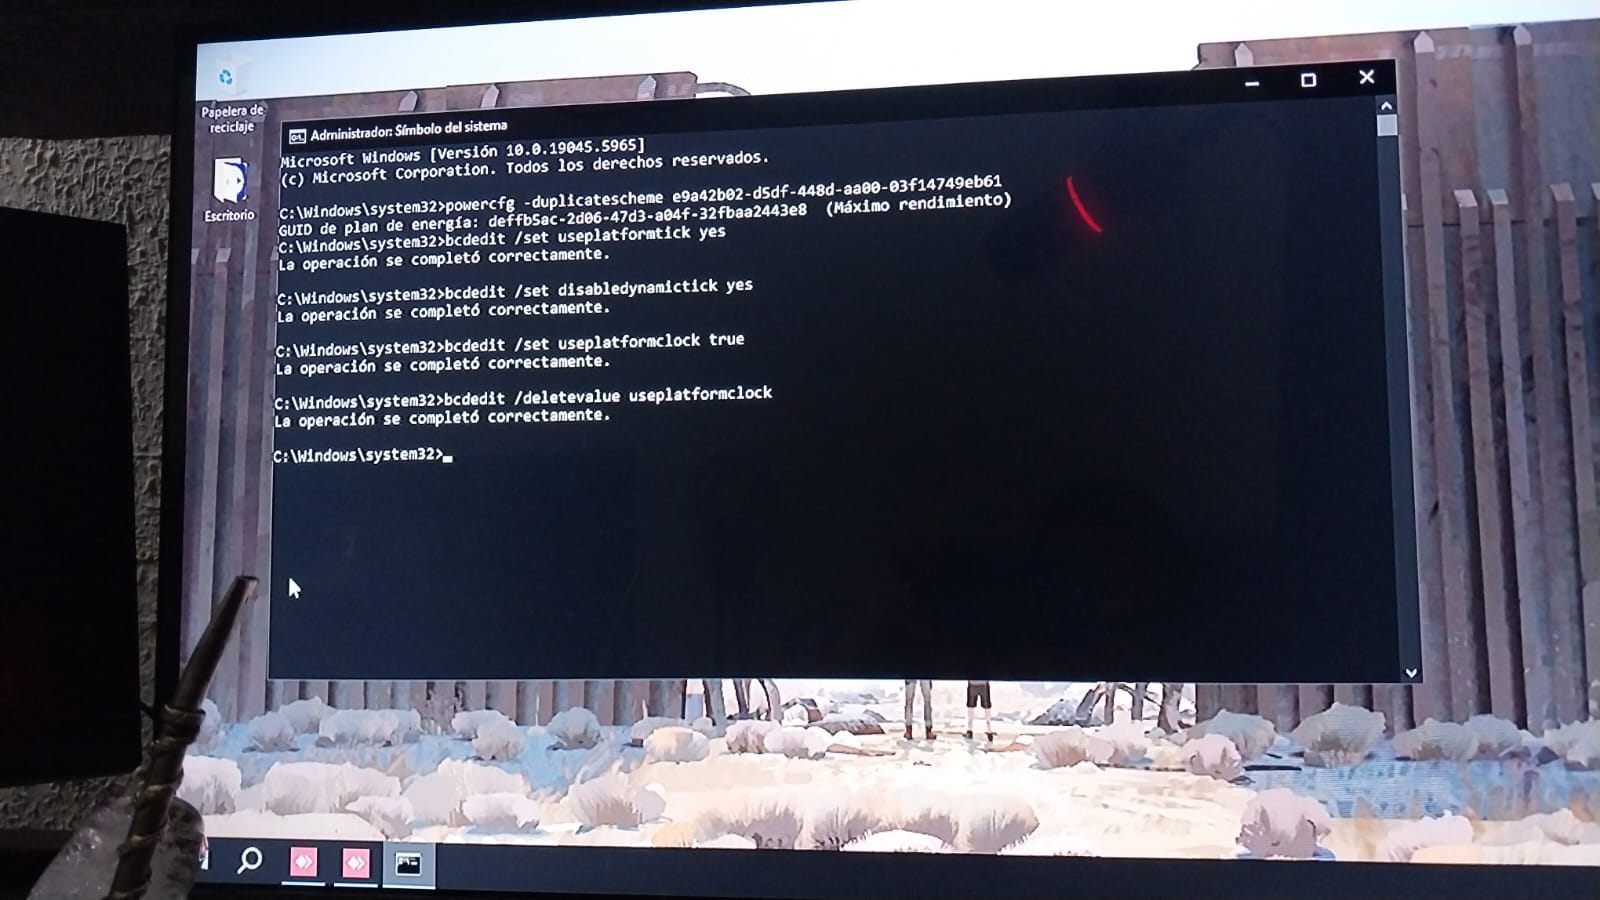 Papelera de
reciclaje
Escritorio
Administrador: Símbolo del sistema
Microsoft Windows [Versión 10.0.19045.5965]
(c) Microsoft Corporation. Todos los derechos reservados.
C:\Windows\system32>powercfg -duplicatescheme e9a42b02-d5df-448d-aa00-03f14749eb61
GUID de plan de energía: deffb5ac-2d06-47d3-a04f-32fbaa2443e8  (Máximo rendimiento)
C:\Windows\system32>bcdedit /set useplatformtick yes
La operación se completó correctamente.
C:\Windows\system32>bcdedit /set disabledynamictick yes
La operación se completó correctamente.
C:\Windows\system32>bcdedit /set useplatformclock true
La operación se completó correctamente.
C:\Windows\system32>bcdedit /deletevalue useplatformclock
La operación se completó correctamente.
C:\Windows\system32>